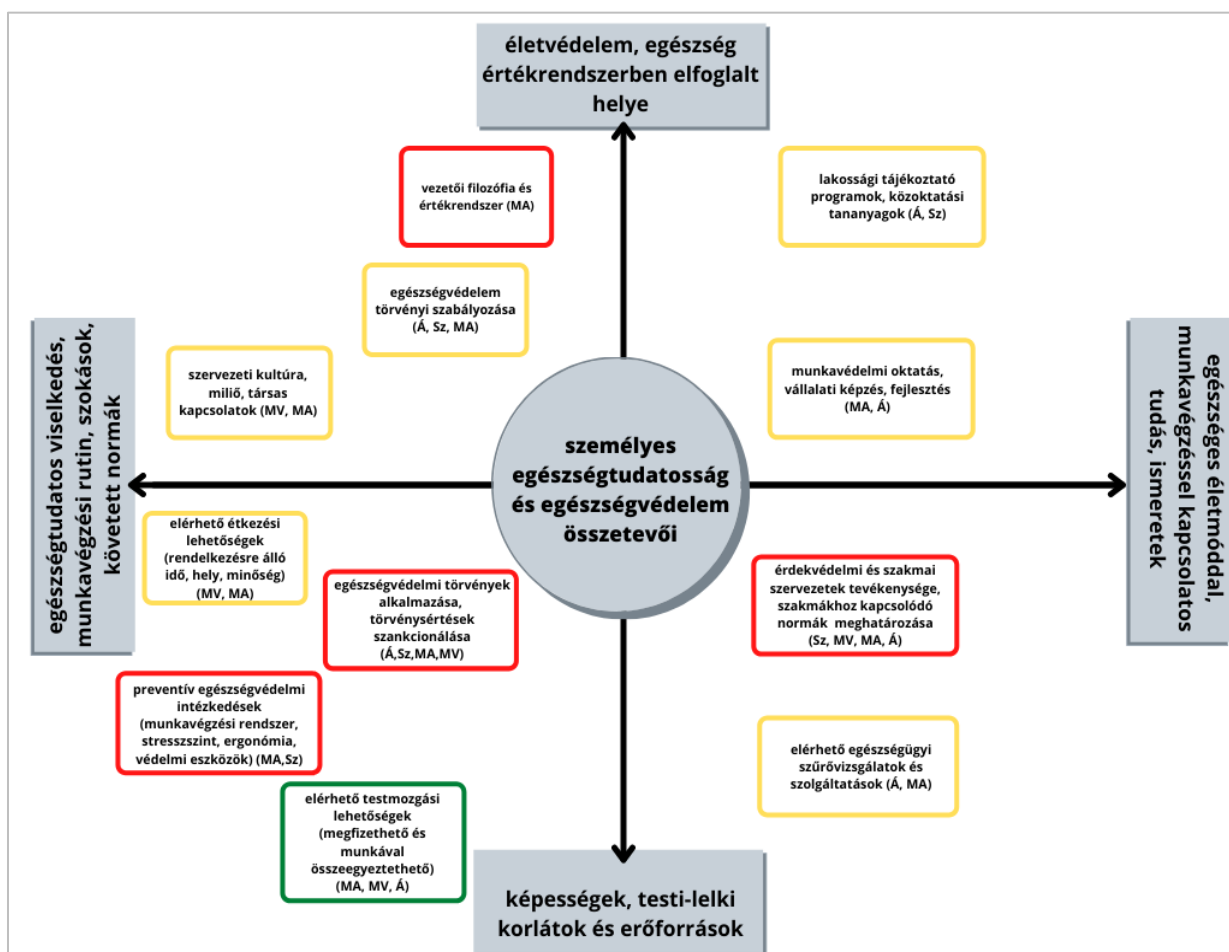 életvédelem, egészség
értékrendszerben elfoglalt
helye
vezetői filozófia és
értékrendszer (MA)
lakossági tájékoztató
programok, közoktatási
tananyagok (Á, Sz)
egészségvédelem
törvényi szabályozása
(Á, Sz, MA)
szervezeti kultúra,
miliő, társas
kapcsolatok (MV, MA)
munkavédelmi oktatás,
vállalati képzés, fejlesztés
(MA, Á)
egészségtudatos viselkedés,
munkavégzési rutin, szokások,
követett normák
személyes
egészségtudatosság
és egészségvédelem
összetevői
egészséges életmóddal,
munkavégzéssel kapcsolatos
tudás, ismeretek
elérhető étkezési
lehetőségek
(rendelkezésre álló
idő, hely, minőség)
(MV, MA)
egészségvédelmi törvények
alkalmazása,
törvénysértések
szankcionálása
(Á,Sz,MA,MV)
érdekvédelmi és szakmai
szervezetek tevékenysége,
szakmákhoz kapcsolódó
normák meghatározása
(Sz, MV, MA, Á)
preventív egészségvédelmi
intézkedések
(munkavégzési rendszer,
stresszszint, ergonómia,
védelmi eszközök) (MA,Sz)
elérhető egészségügyi
szűrővizsgálatok és
szolgáltatások (Á, MA)
elérhető testmozgási
lehetőségek
(megfizethető és
munkával
összeegyeztethető)
(MA, MV, Á)
képességek, testi-lelki
korlátok és erőforrások